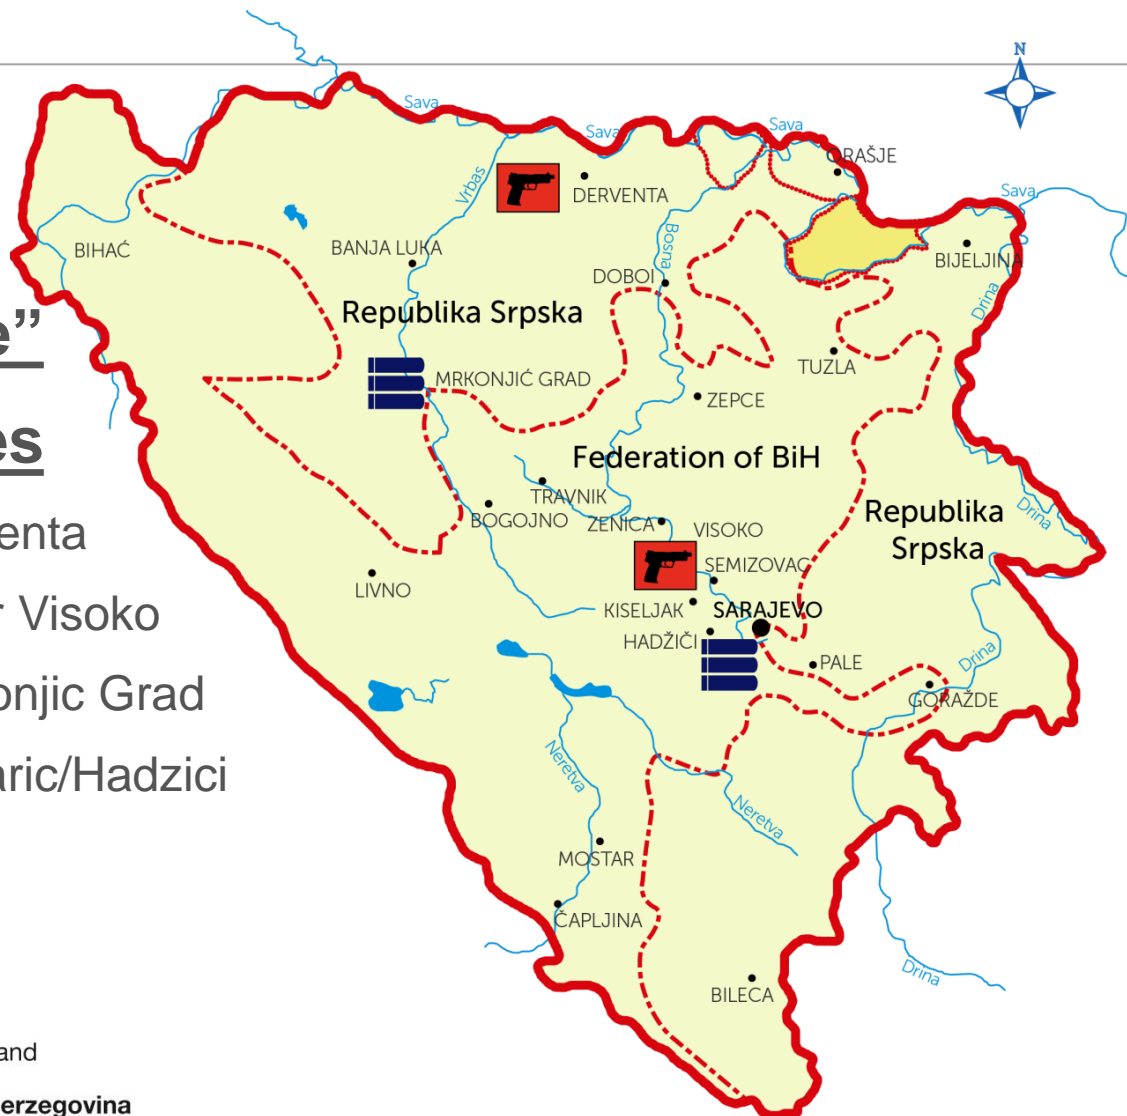 N
Sava
Sava
Sava
ORAŠJE
Vrbas
DERVENTA
Sava
Bosna
BIHAĆ
BANJA LUKA
BIJELJINA
DOBOI
Drina
e”
Republika Srpska
TUZLA
MRKONJIĆ GRAD
ZEPCE
es
Federation of BiH
TRAVNIK
BOGOJNO
ZENICA
VISOKO
Republika
Srpska
Drina
enta
SEMIZOVAC
LIVNO
r Visoko
KISELJAK
SARAJEVO
HADŽIČI
PALE
Drina
onjic Grad
GORAŽDE
aric/Hadzici
Neretva
Neretva
MOSTAR
ČAPLJINA
Drina
BILECA
and
erzegovina